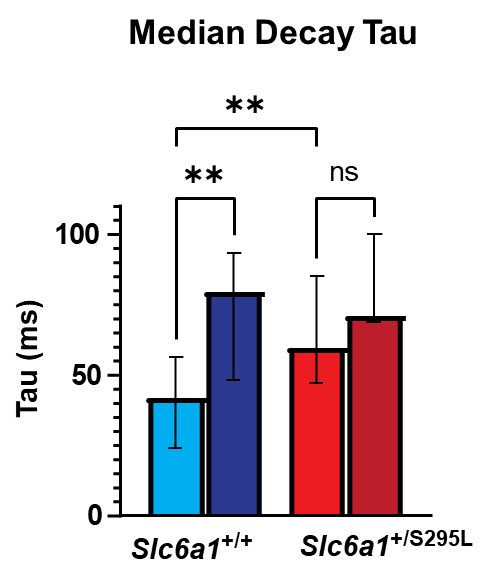 Median Decay Tau
**
**
ns
100
50
0
Tau (ms)
Slc6a1+/+
Slc6a1+/S295L